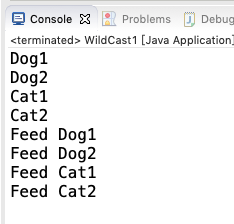 Console Problems Debug
<terminated> WildCast1 [Java Application]
Dog1
Dog2
Cat1
Cat2
Feed Dog1
Feed Dog2
Feed Cat1
Feed Cat2